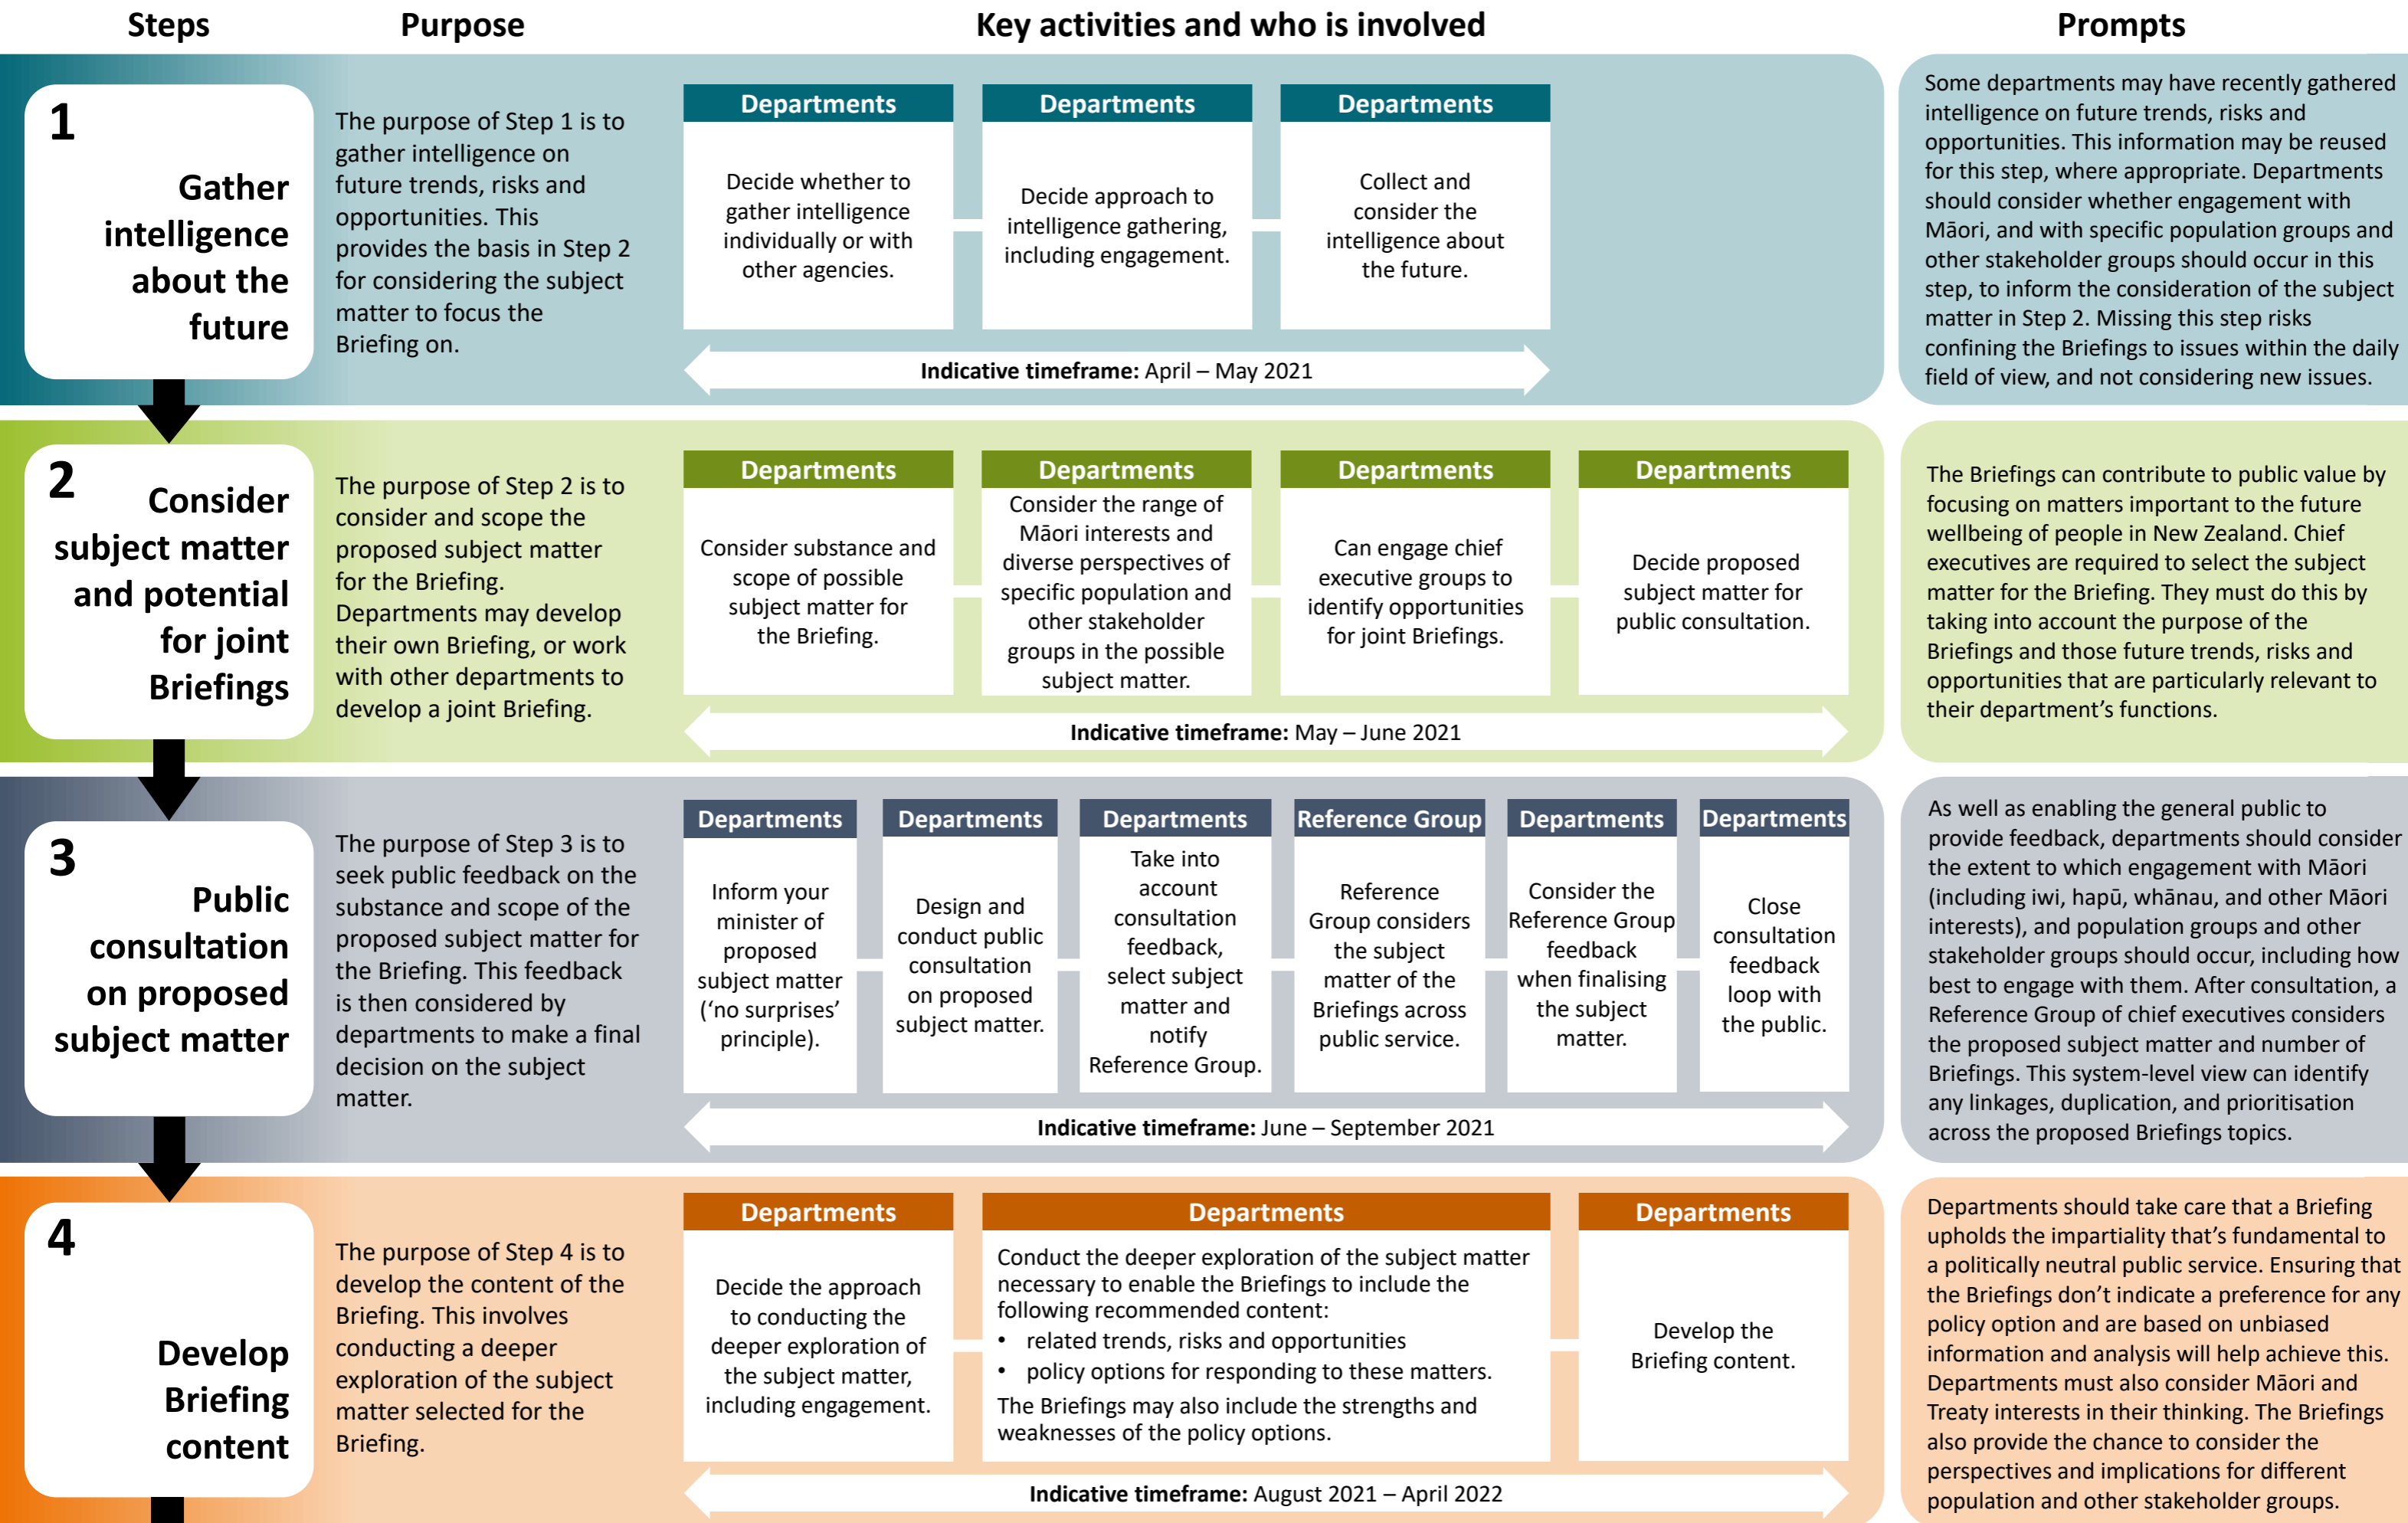 Steps
Purpose
Key activities and who is involved
Prompts
1
Gather
intelligence
about the
future
The purpose of Step 1 is to
gather intelligence on
future trends, risks and
opportunities. This
provides the basis in Step 2
for considering the subject
matter to focus the
Briefing on.
Departments
Decide whether to
gather intelligence
individually or with
other agencies.
Departments
Decide approach to
intelligence gathering,
including engagement.
Departments
Collect and
consider the
intelligence about
the future.
Indicative timeframe: April – May 2021
Some departments may have recently gathered
intelligence on future trends, risks and
opportunities. This information may be reused
for this step, where appropriate. Departments
should consider whether engagement with
Māori, and with specific population groups and
other stakeholder groups should occur in this
step, to inform the consideration of the subject
matter in Step 2. Missing this step risks
confining the Briefings to issues within the daily
field of view, and not considering new issues.
2
Consider
subject matter
and potential
for joint
Briefings
The purpose of Step 2 is to
consider and scope the
proposed subject matter
for the Briefing.
Departments may develop
their own Briefing, or work
with other departments to
develop a joint Briefing.
Departments
Consider substance and
scope of possible
subject matter for
the Briefing.
Departments
Consider the range of
Māori interests and
diverse perspectives of
specific population and
other stakeholder
groups in the possible
subject matter.
Departments
Can engage chief
executive groups to
identify opportunities
for joint Briefings.
Departments
Decide proposed
subject matter for
public consultation.
Indicative timeframe: May – June 2021
The Briefings can contribute to public value by
focusing on matters important to the future
wellbeing of people in New Zealand. Chief
executives are required to select the subject
matter for the Briefing. They must do this by
taking into account the purpose of the
Briefings and those future trends, risks and
opportunities that are particularly relevant to
their department's functions.
3
Public
consultation
on proposed
subject matter
The purpose of Step 3 is to
seek public feedback on the
substance and scope of the
proposed subject matter for
the Briefing. This feedback
is then considered by
departments to make a final
decision on the subject
matter.
Departments
Inform your
minister of
proposed
subject matter
('no surprises'
principle).
Departments
Design and
conduct public
consultation
on proposed
subject matter.
Departments
Take into
account
consultation
feedback,
select subject
matter and
notify
Reference Group.
Reference Group
Reference
Group considers
the subject
matter of the
Briefings across
public service.
Departments
Consider the
Reference Group
feedback
when finalising
the subject
matter.
Departments
Close
consultation
feedback
loop with
the public.
Indicative timeframe: June – September 2021
As well as enabling the general public to
provide feedback, departments should consider
the extent to which engagement with Māori
(including iwi, hapū, whānau, and other Māori
interests), and population groups and other
stakeholder groups should occur, including how
best to engage with them. After consultation, a
Reference Group of chief executives considers
the proposed subject matter and number of
Briefings. This system-level view can identify
any linkages, duplication, and prioritisation
across the proposed Briefings topics.
4
Develop
Briefing
content
The purpose of Step 4 is to
develop the content of the
Briefing. This involves
conducting a deeper
exploration of the subject
matter selected for the
Briefing.
Departments
Decide the approach
to conducting the
deeper exploration of
the subject matter,
including engagement.
Departments
Conduct the deeper exploration of the subject matter
necessary to enable the Briefings to include the
following recommended content:
• related trends, risks and opportunities
• policy options for responding to these matters.
The Briefings may also include the strengths and
weaknesses of the policy options.
Departments
Develop the
Briefing content.
Indicative timeframe: August 2021 – April 2022
Departments should take care that a Briefing
upholds the impartiality that's fundamental to
a politically neutral public service. Ensuring that
the Briefings don't indicate a preference for any
policy option and are based on unbiased
information and analysis will help achieve this.
Departments must also consider Māori and
Treaty interests in their thinking. The Briefings
also provide the chance to consider the
perspectives and implications for different
population and other stakeholder groups.